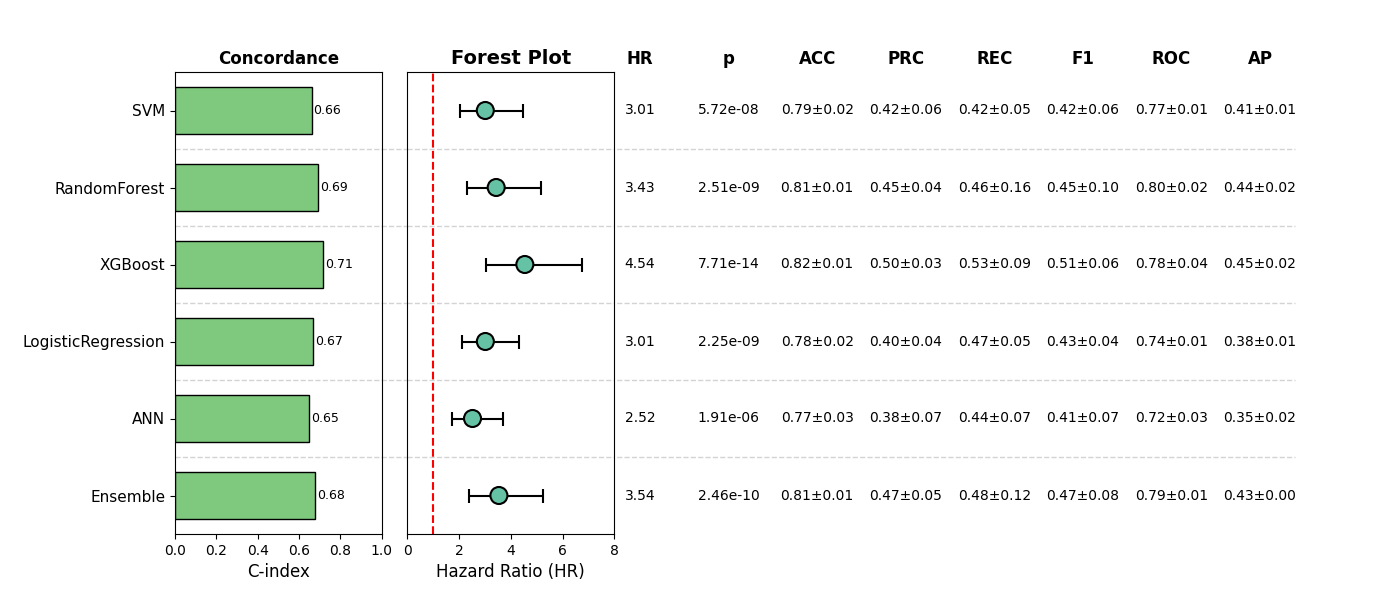 Concordance Forest Plot HR p ACC PRC REC F1 ROC AP
SVM 0.66 3.01 5.72e-08 0.79±0.02 0.42±0.06 0.42±0.05 0.42±0.06 0.77±0.01 0.41±0.01
RandomForest 0.69 3.43 2.51e-09 0.81±0.01 0.45±0.04 0.46±0.16 0.45±0.10 0.80±0.02 0.44±0.02
XGBoost 0.71 4.54 7.71e-14 0.82±0.01 0.50±0.03 0.53±0.09 0.51±0.06 0.78±0.04 0.45±0.02
LogisticRegression 0.67 3.01 2.25e-09 0.78±0.02 0.40±0.04 0.47±0.05 0.43±0.04 0.74±0.01 0.38±0.01
ANN 0.65 2.52 1.91e-06 0.77±0.03 0.38±0.07 0.44±0.07 0.41±0.07 0.72±0.03 0.35±0.02
Ensemble 0.68 3.54 2.46e-10 0.81±0.01 0.47±0.05 0.48±0.12 0.47±0.08 0.79±0.01 0.43±0.00
0.0 0.2 0.4 0.6 0.8 1.0 0 2 4 6 8
C-index Hazard Ratio (HR)